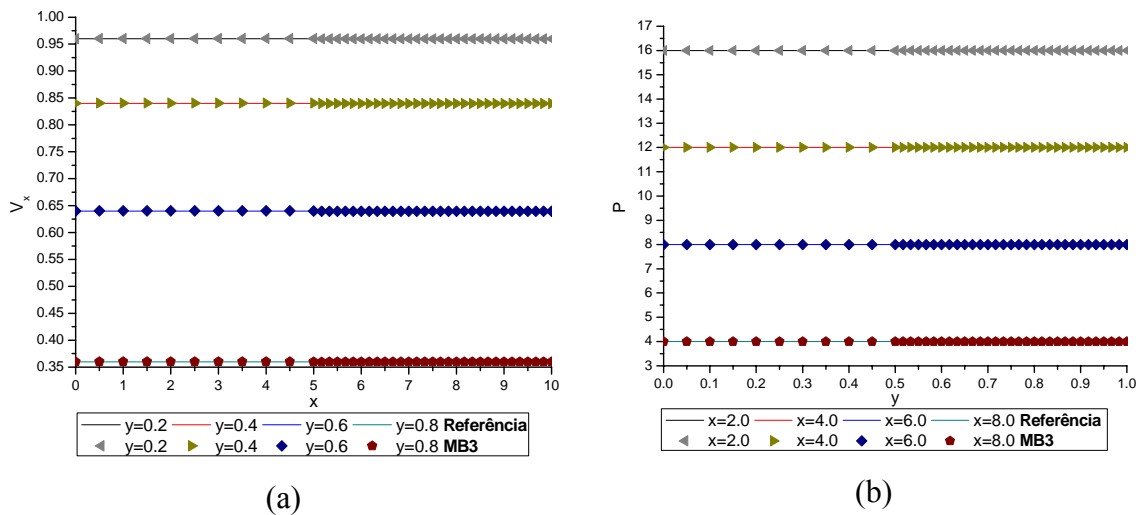 1.00
0.95
0.90
0.85
0.80
0.75
0.70
0.65
0.60
0.55
0.50
0.45
0.40
0.35
Vx
0 1 2 3 4 5 6 7 8 9 10
x
y=0.2 y=0.4 y=0.6 y=0.8 Referência
y=0.2 y=0.4 y=0.6 y=0.8 MB3
(a)
17
16
15
14
13
12
11
10
9
8
7
6
5
4
3
P
0.0 0.1 0.2 0.3 0.4 0.5 0.6 0.7 0.8 0.9 1.0
y
x=2.0 x=4.0 x=6.0 x=8.0 Referência
x=2.0 x=4.0 x=6.0 x=8.0 MB3
(b)